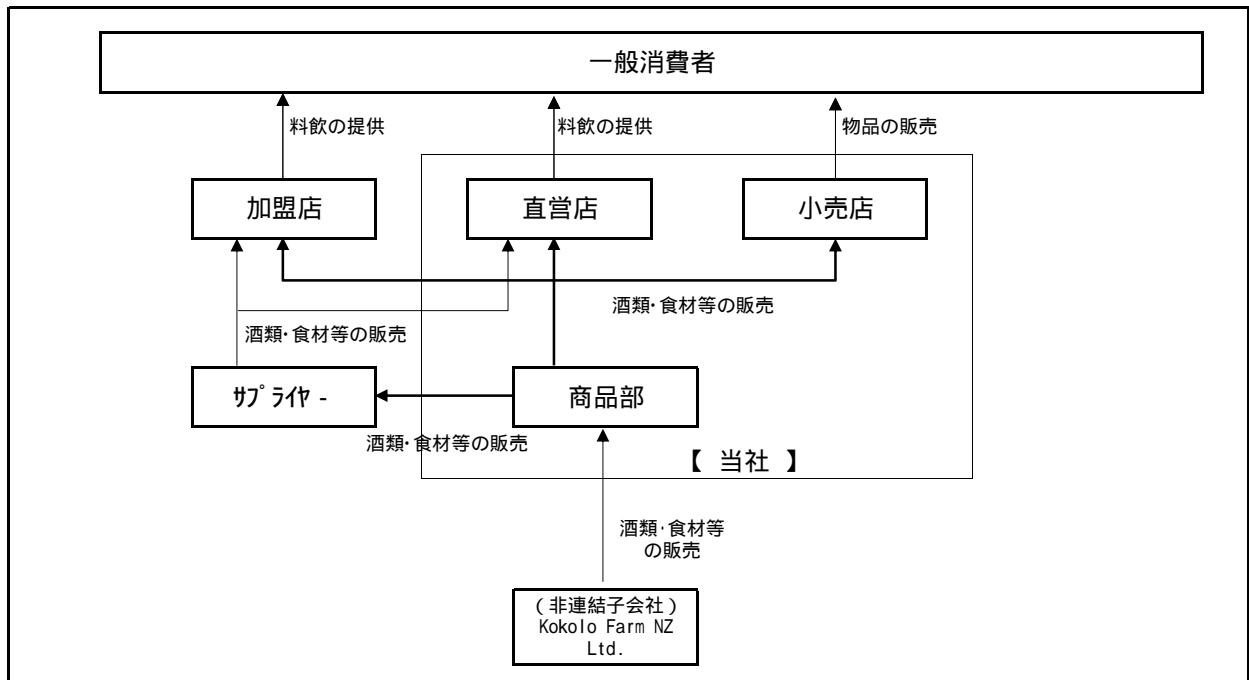 一般消費者
料飲の提供
料飲の提供
物品の販売
加盟店
直営店
小売店
酒類･食材等の販売
酒類･食材等の販売
ｻﾌﾟﾗｲﾔ-
商品部
酒類･食材等の販売
【 当社 】
酒類･食材等
の販売
（非連結子会社）
Kokolo Farm NZ
Ltd.